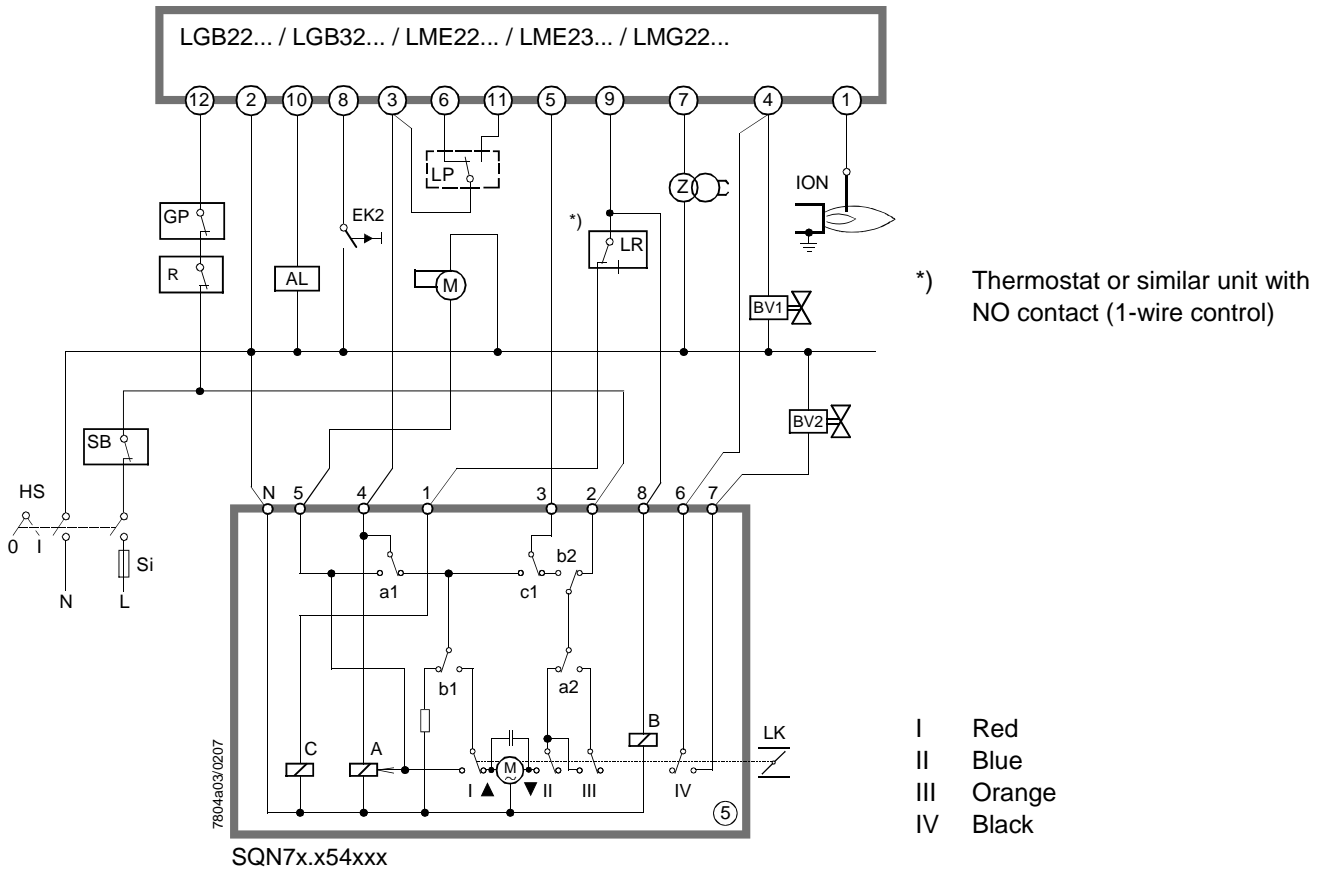 LGB22... / LGB32... / LME22... / LME23... / LMG22...
12 2 10 8 3 6 11 5 9 7 4 1
LP
Z
ION
GP
EK2
*)
LR
R
AL
M
BV1
*) Thermostat or similar unit with
NO contact (1-wire control)
BV2
SB
HS
N 5 4 1 3 2 8 6 7
0 I
Si
N L
b2
a1
c1
b1
a2
B
C A
LK
M
~
I II III IV
5
7804a03/0207
SQN7x.x54xxx
I Red
II Blue
III Orange
IV Black